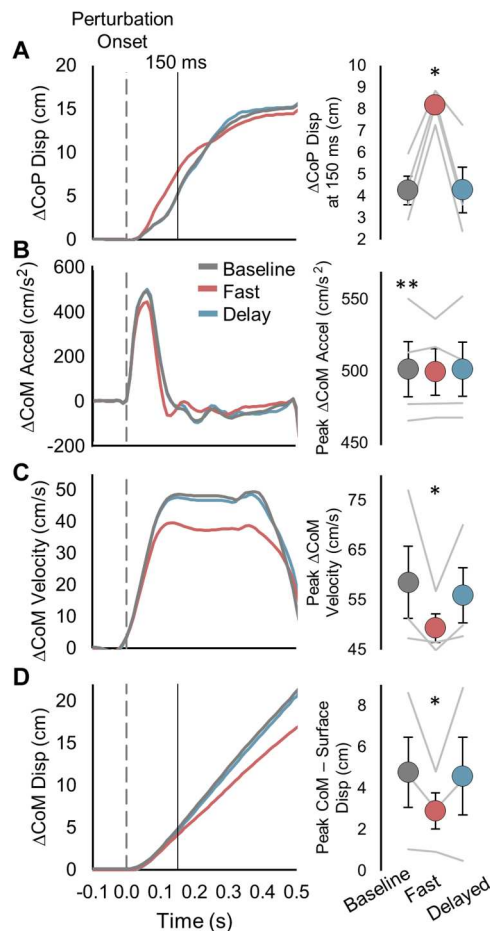 Perturbation
Onset
150 ms
A
ΔCoP Disp (cm)
20
15
10
5
0
ΔCoP Disp
at 150 ms (cm)
10
9
8
7
6
5
4
3
2
*
B
ΔCoM Accel (cm/s²)
600
400
200
0
-200
Baseline
Fast
Delay
Peak ΔCoM Accel (cm/s²)
550
500
450
**
C
ΔCoM Velocity (cm/s)
50
40
30
20
10
0
Peak ΔCoM
Velocity (cm/s)
75
65
55
45
*
D
ΔCoM Disp (cm)
20
15
10
5
0
Peak CoM – Surface
Disp (cm)
8
6
4
2
0
*
-0.1 0.0 0.1 0.2 0.3 0.4 0.5
Time (s)
Baseline
Fast
Delayed